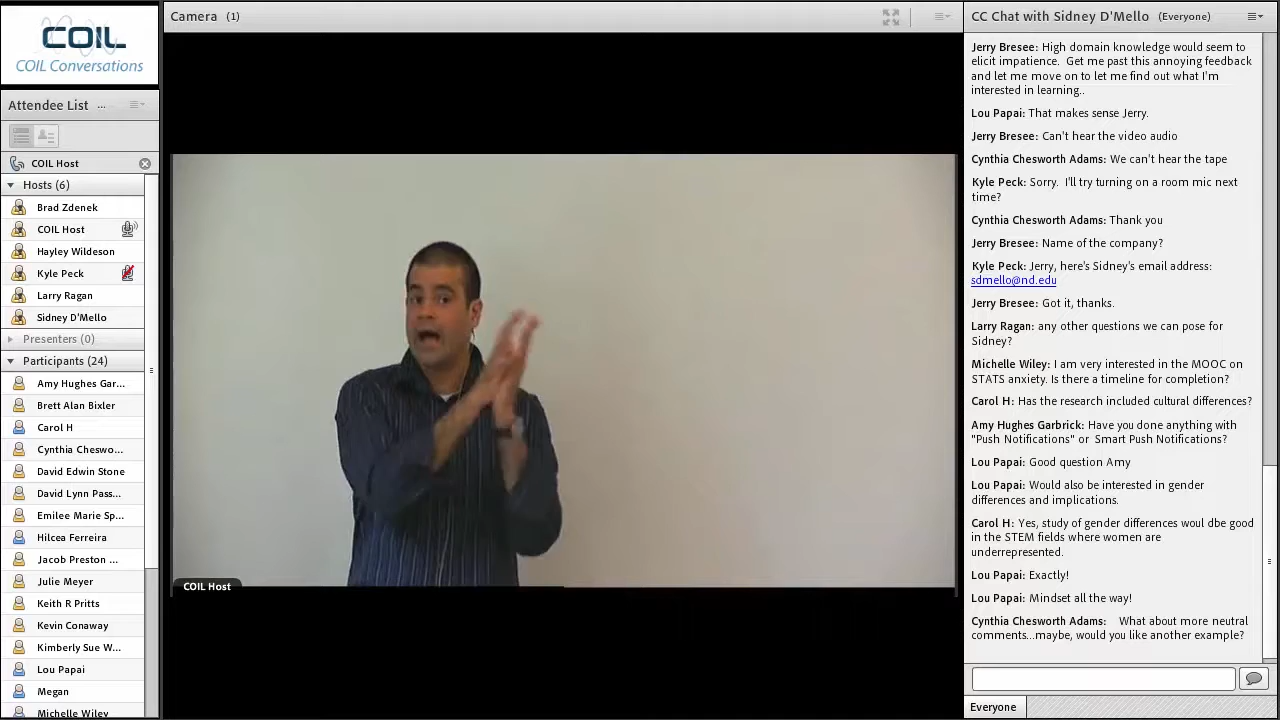 COIL
COIL Conversations
Attendee List ...
COIL Host
Hosts (6)
Brad Zdenek
COIL Host
Hayley Wildeson
Kyle Peck
Larry Ragan
Sidney D'Mello
Presenters (0)
Participants (24)
Amy Hughes Gar...
Brett Alan Bixler
Carol H
Cynthia Cheswo...
David Edwin Stone
David Lynn Pass...
Emilee Marie Sp...
Hilcea Ferreira
Jacob Preston ...
Julie Meyer
Keith R Pritts
Kevin Conaway
Kimberly Sue W...
Lou Papai
Megan
Michelle Wiley
Camera (1)
COIL Host
CC Chat with Sidney D'Mello (Everyone)
Jerry Bresee: High domain knowledge would seem to
elicit impatience. Get me past this annoying feedback
and let me move on to let me find out what I'm
interested in learning..
Lou Papai: That makes sense Jerry.
Jerry Bresee: Can't hear the video audio
Cynthia Chesworth Adams: We can't hear the tape
Kyle Peck: Sorry. I'll try turning on a room mic next
time?
Cynthia Chesworth Adams: Thank you
Jerry Bresee: Name of the company?
Kyle Peck: Jerry, here's Sidney's email address:
sdmello@nd.edu
Jerry Bresee: Got it, thanks.
Larry Ragan: any other questions we can pose for
Sidney?
Michelle Wiley: I am very interested in the MOOC on
STATS anxiety. Is there a timeline for completion?
Carol H: Has the research included cultural differences?
Amy Hughes Garbrick: Have you done anything with
"Push Notifications" or Smart Push Notifications?
Lou Papai: Good question Amy
Lou Papai: Would also be interested in gender
differences and implications.
Carol H: Yes, study of gender differences woul dbe good
in the STEM fields where women are
underrepresented.
Lou Papai: Exactly!
Lou Papai: Mindset all the way!
Cynthia Chesworth Adams: What about more neutral
comments...maybe, would you like another example?
Everyone